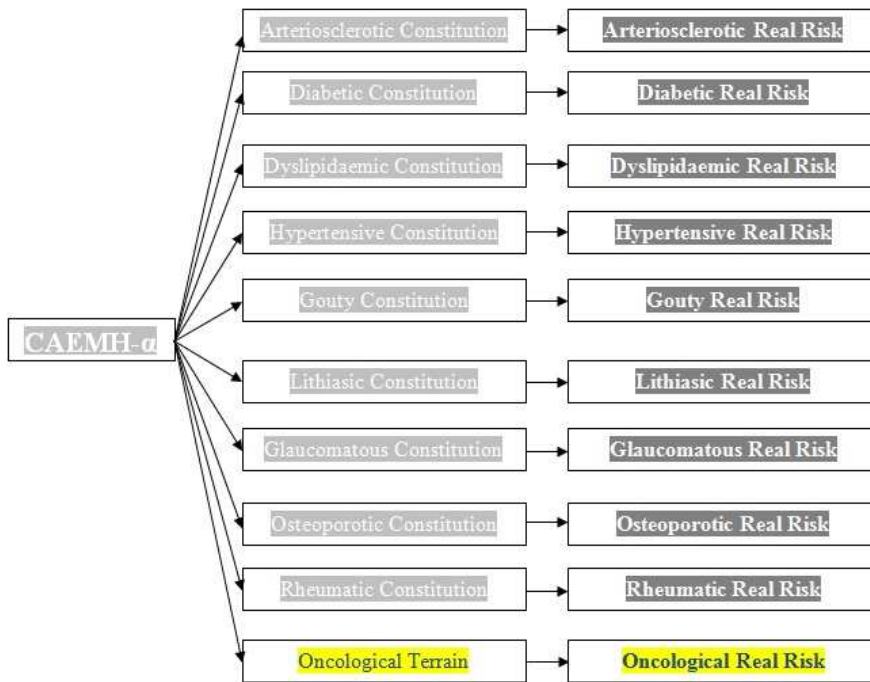 Arteriosclerotic Constitution Arteriosclerotic Real Risk
Diabetic Constitution Diabetic Real Risk
Dyslipidaemic Constitution Dyslipidaemic Real Risk
Hypertensive Constitution Hypertensive Real Risk
Gouty Constitution Gouty Real Risk
CAEMH-α
Lithiasic Constitution Lithiasic Real Risk
Glaucomatous Constitution Glaucomatous Real Risk
Osteoporotic Constitution Osteoporotic Real Risk
Rheumatic Constitution Rheumatic Real Risk
Oncological Terrain Oncological Real Risk